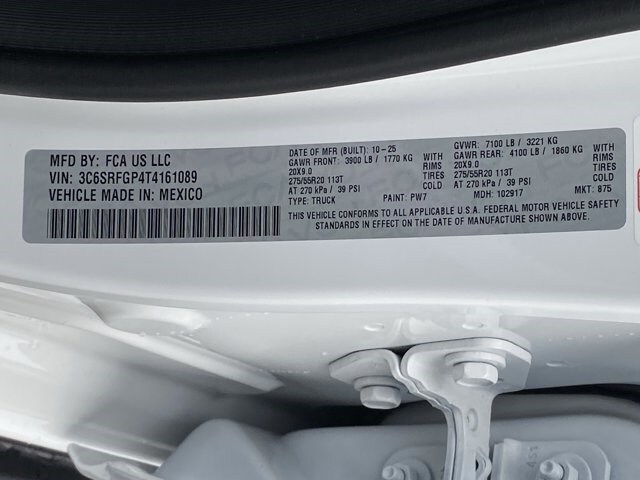 MFD BY: FCA US LLC
VIN: 3C6SRFGP4T4161089
VEHICLE MADE IN: MEXICO
DATE OF MFR (BUILT): 10-25
GAWR FRONT: 3900 LB / 1770 KG WITH
20X9.0 RIMS
275/55R20 113T TIRES
AT 270 kPa / 39 PSI COLD
TYPE: TRUCK PAINT: PW7
GVWR: 7100 LB / 3221 KG
GAWR REAR: 4100 LB / 1860 KG WITH
20X9.0 RIMS
275/55R20 113T TIRES
AT 270 kPa / 39 PSI COLD
MDH: 102917 MKT: 875
THIS VEHICLE CONFORMS TO ALL APPLICABLE U.S.A. FEDERAL MOTOR VEHICLE SAFETY
STANDARDS IN EFFECT ON THE DATE OF MANUFACTURE SHOWN ABOVE.
451